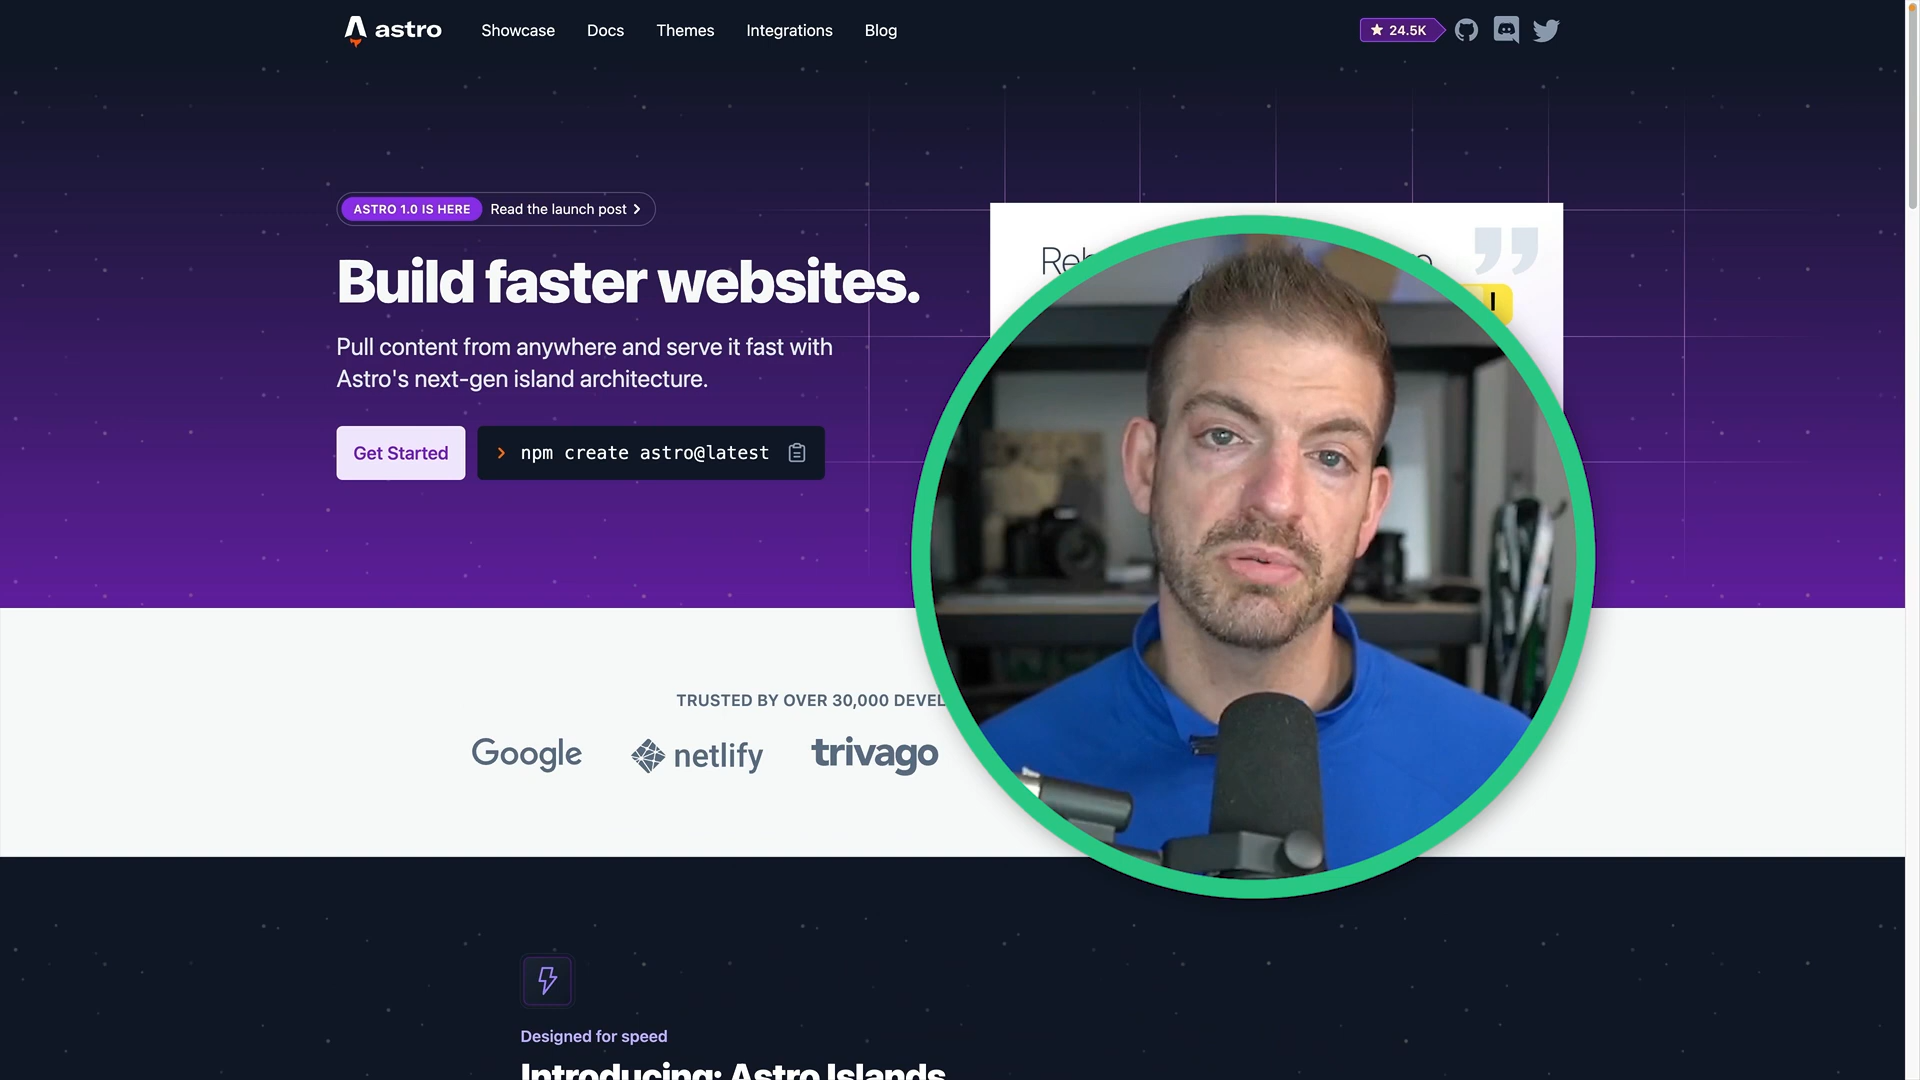 astro
Showcase
Docs
Themes
Integrations
Blog
24.5K
ASTRO 1.0 IS HERE
Read the launch post
Build faster websites.
Pull content from anywhere and serve it fast with
Astro's next-gen island architecture.
Get Started
> npm create astro@latest
TRUSTED BY OVER 30,000
Google
netlify
trivago
Designed for speed
Introducing: Astro Islands